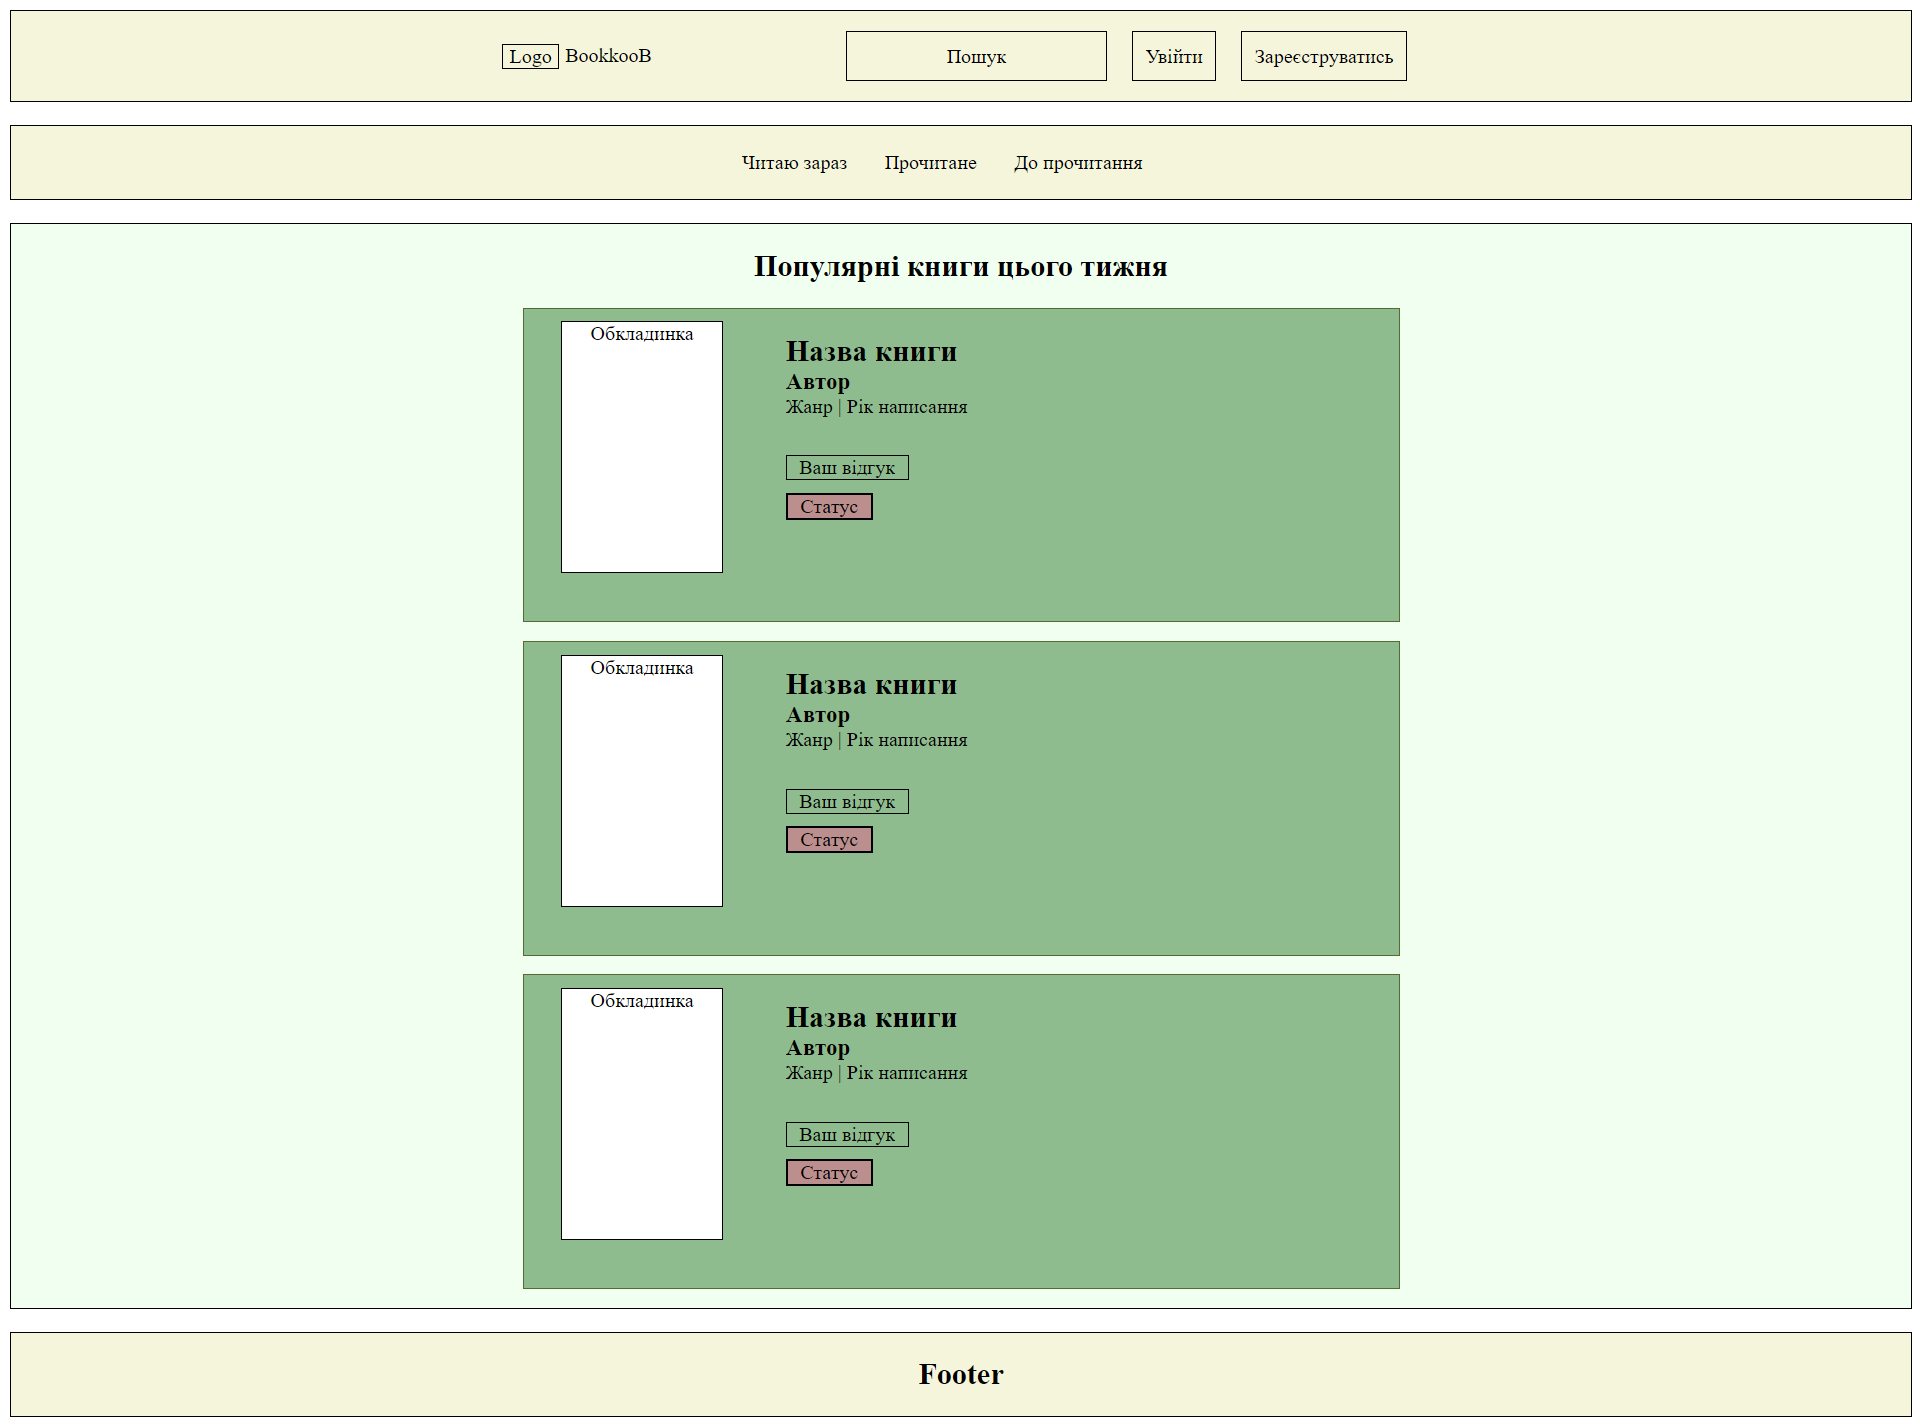 Logo BookkooB Пошук Увійти Зареєструватись
Читаю зараз Прочитане До прочитання
Популярні книги цього тижня
Обкладинка
Назва книги
Автор
Жанр | Рік написання
Ваш відгук
Статус
Обкладинка
Назва книги
Автор
Жанр | Рік написання
Ваш відгук
Статус
Обкладинка
Назва книги
Автор
Жанр | Рік написання
Ваш відгук
Статус
Footer